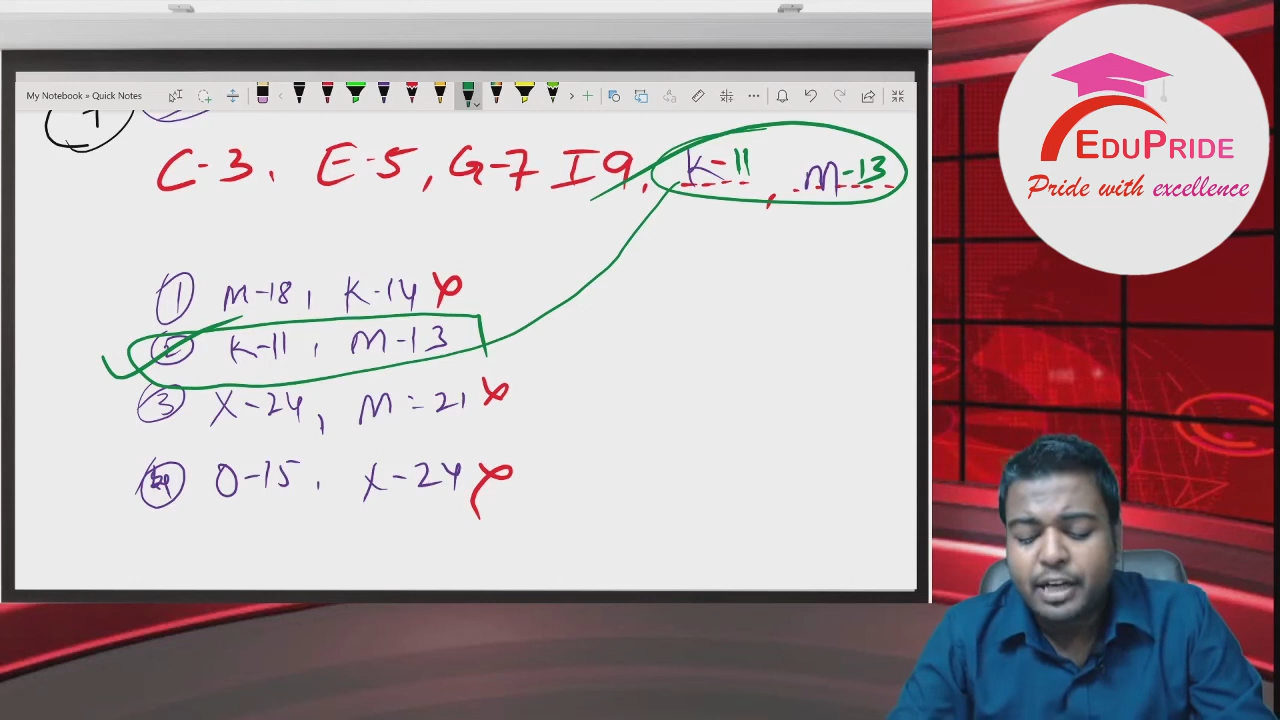 My Notebook » Quick Notes
C-3, E-5, G-7 I 9, K-11, M-13
1 M-18, K-14
2 K-11, M-13
3 X-24, M-21
4 O-15, X-24
EDUPRIDE
Pride with excellence